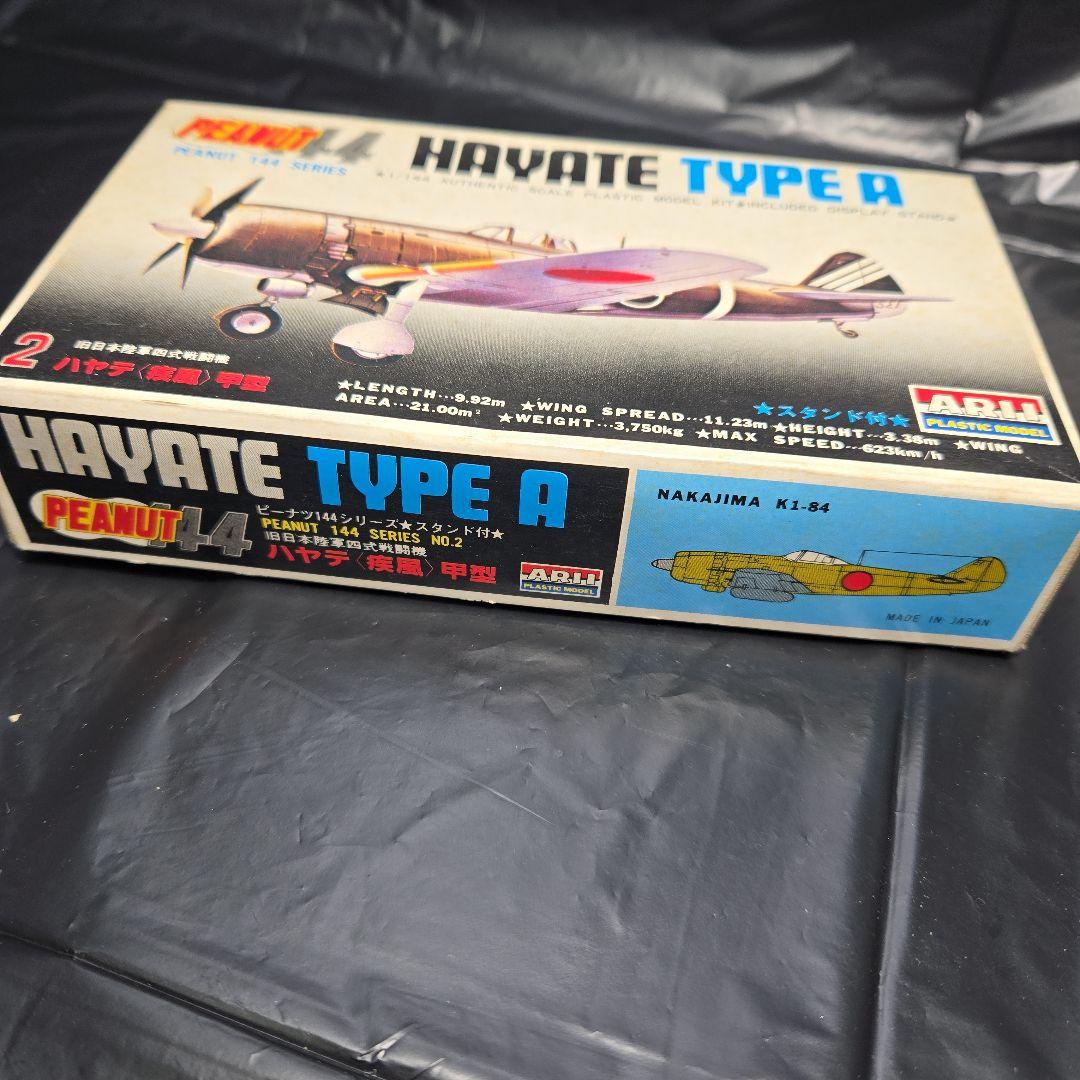 PEANUT 144
PEANUT 144 SERIES
HAYATE TYPE A
★1/144 AUTHENTIC SCALE PLASTIC MODEL KIT★INCLUDED DISPLAY STAND★
2
旧日本陸軍四式戦闘機
ハヤテ〈疾風〉甲型
★スタンド付★
★LENGTH…9.92m ★WING SPREAD…11.23m ★HEIGHT…3.38m ★WING
AREA…21.00m² ★WEIGHT…3,750kg ★MAX SPEED…623km/h
ARII
PLASTIC MODEL
HAYATE TYPE A
PEANUT 144
ピーナツ144シリーズ★スタンド付★
PEANUT 144 SERIES NO.2
旧日本陸軍四式戦闘機
ハヤテ〈疾風〉甲型
ARII
PLASTIC MODEL
NAKAJIMA K1-84
MADE IN JAPAN